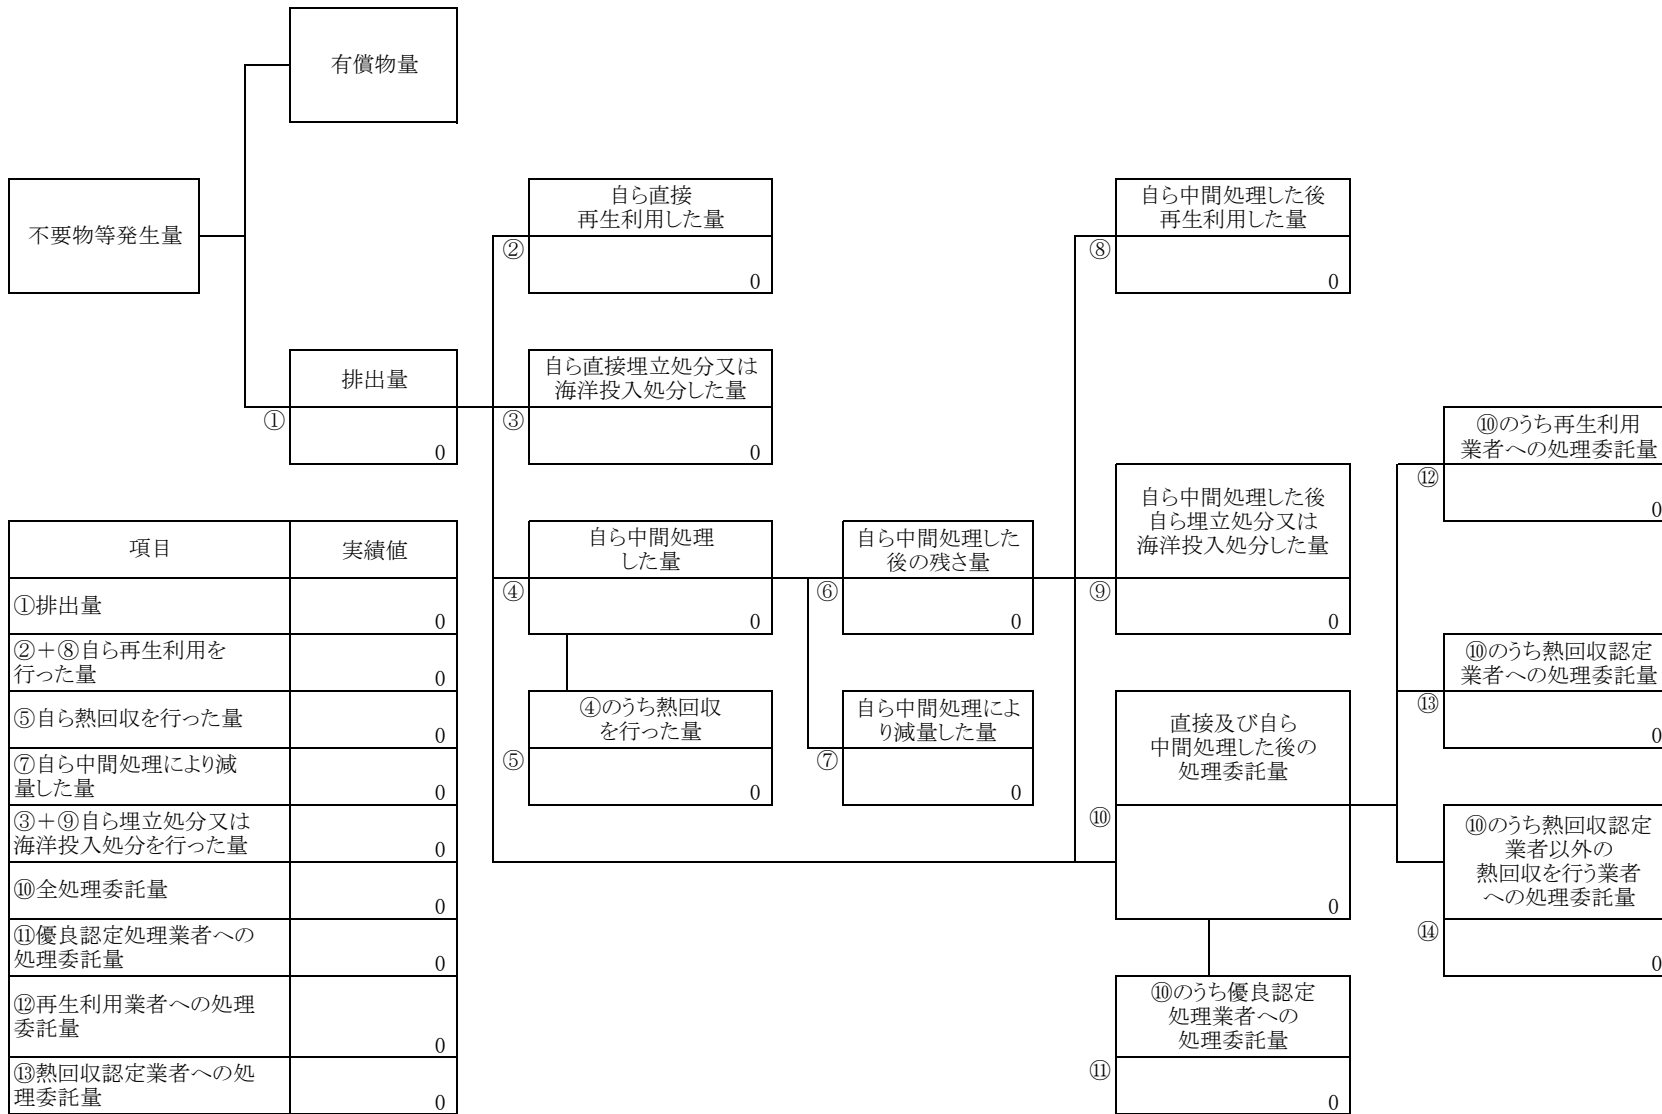 有償物量
不要物等発生量
自ら直接
再生利用した量
②
0
自ら中間処理した後
再生利用した量
⑧
0
排出量
①
0
自ら直接埋立処分又は
海洋投入処分した量
③
0
⑩のうち再生利用
業者への処理委託量
⑫
0
自ら中間処理した後
自ら埋立処分又は
海洋投入処分した量
⑨
0
自ら中間処理
した量
④
0
自ら中間処理した
後の残さ量
⑥
0
⑩のうち熱回収認定
業者への処理委託量
⑬
0
④のうち熱回収
を行った量
⑤
0
自ら中間処理によ
り減量した量
⑦
0
直接及び自ら
中間処理した後の
処理委託量
⑩
0
⑩のうち熱回収認定
業者以外の
熱回収を行う業者
への処理委託量
⑭
0
⑩のうち優良認定
処理業者への
処理委託量
⑪
0
項目 実績値
①排出量 0
②＋⑧自ら再生利用を
行った量 0
⑤自ら熱回収を行った量 0
⑦自ら中間処理により減
量した量 0
③＋⑨自ら埋立処分又は
海洋投入処分を行った量 0
⑩全処理委託量 0
⑪優良認定処理業者への
処理委託量 0
⑫再生利用業者への処理
委託量 0
⑬熱回収認定業者への処
理委託量 0